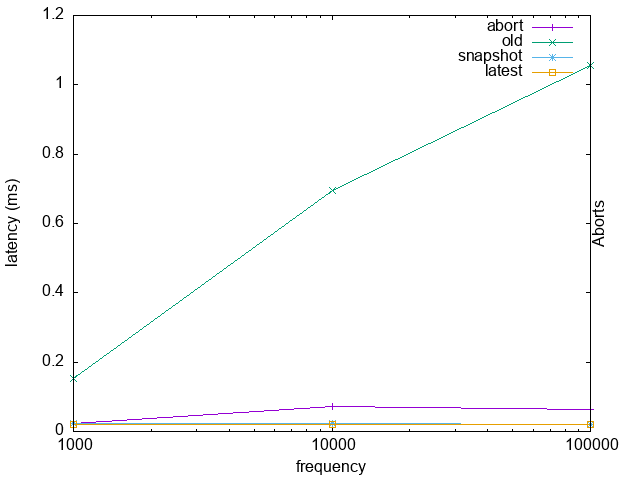 1.2
1
0.8
0.6
0.4
0.2
0
1000
10000
100000
latency (ms)
frequency
Aborts
abort
old
snapshot
latest